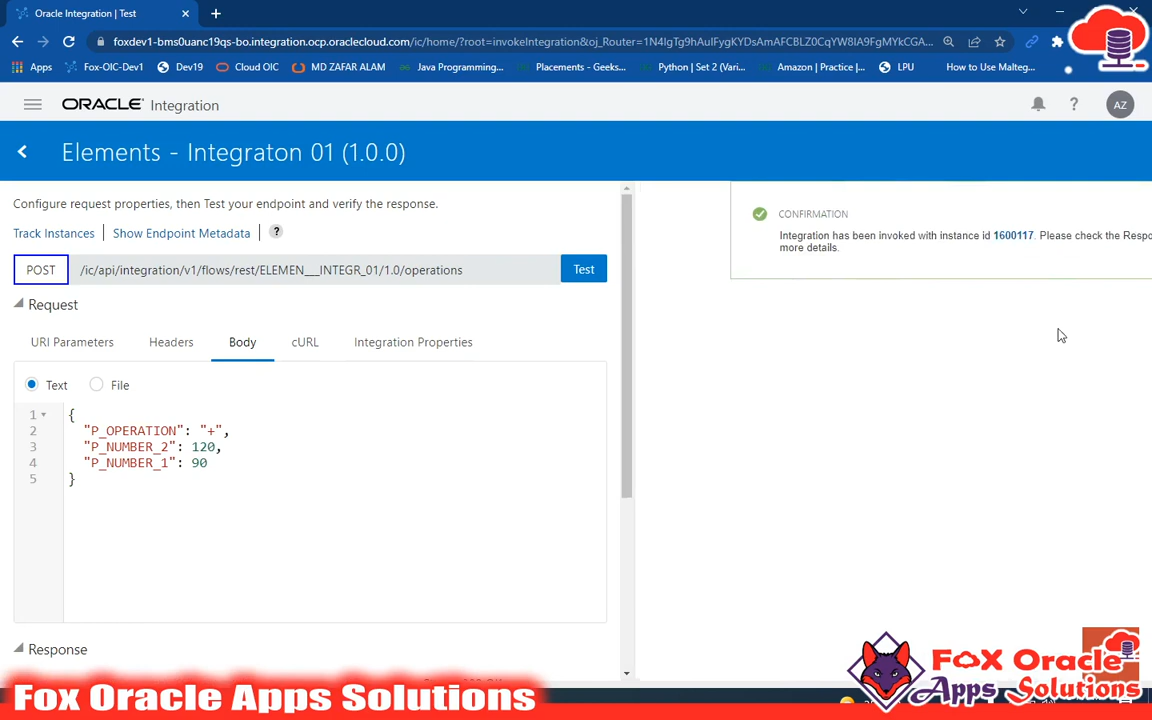 Oracle Integration | Test
foxdev1-bms0uanc19qs-bo.integration.ocp.oraclecloud.com/ic/home/?root=invokeIntegration&oj_Router=1N4IgTg9hAuIFygKYDsAmAFCBLZ0CqYW8IA9FgMYkCGA...
Apps
Fox-OIC-Dev1
Dev19
Cloud OIC
MD ZAFAR ALAM
Java Programming...
Placements - Geeks...
Python | Set 2 (Vari...
Amazon | Practice |...
LPU
How to Use Malteg...
ORACLE Integration
AZ
Elements - Integraton 01 (1.0.0)
Configure request properties, then Test your endpoint and verify the response.
Track Instances
Show Endpoint Metadata
?
POST
/ic/api/integration/v1/flows/rest/ELEMEN___INTEGR_01/1.0/operations
Test
Request
URI Parameters
Headers
Body
cURL
Integration Properties
Text
File
1
{
2
"P_OPERATION": "+",
3
"P_NUMBER_2": 120,
4
"P_NUMBER_1": 90
5
}
Response
CONFIRMATION
Integration has been invoked with instance id 1600117. Please check the Respo
more details.
Fox Oracle Apps Solutions
FOX Oracle
Apps Solutions